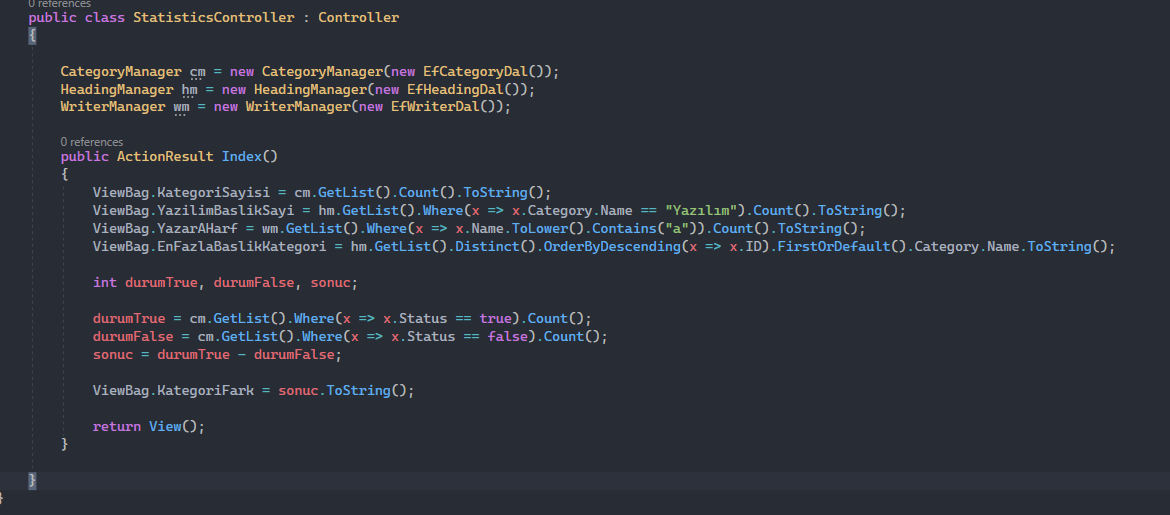 0 references
public class StatisticsController : Controller
{
CategoryManager cm = new CategoryManager(new EfCategoryDal());
HeadingManager hm = new HeadingManager(new EfHeadingDal());
WriterManager wm = new WriterManager(new EfWriterDal());
0 references
public ActionResult Index()
{
ViewBag.KategoriSayisi = cm.GetList().Count().ToString();
ViewBag.YazilimBaslikSayi = hm.GetList().Where(x => x.Category.Name == "Yazılım").Count().ToString();
ViewBag.YazarAHarf = wm.GetList().Where(x => x.Name.ToLower().Contains("a")).Count().ToString();
ViewBag.EnFazlaBaslikKategori = hm.GetList().Distinct().OrderByDescending(x => x.ID).FirstOrDefault().Category.Name.ToString();
int durumTrue, durumFalse, sonuc;
durumTrue = cm.GetList().Where(x => x.Status == true).Count();
durumFalse = cm.GetList().Where(x => x.Status == false).Count();
sonuc = durumTrue - durumFalse;
ViewBag.KategoriFark = sonuc.ToString();
return View();
}
}
}